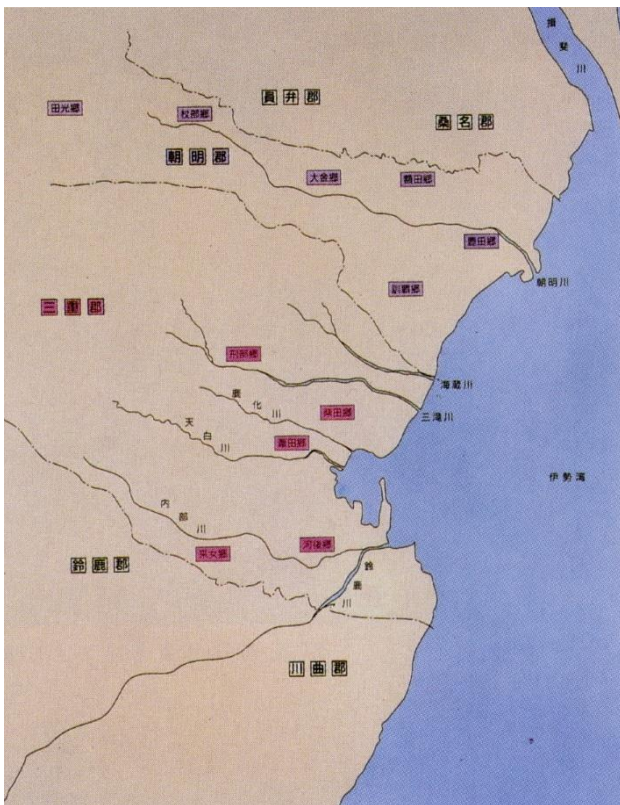 揖斐川
員弁郡
桑名郡
田光郷
杖部郷
朝明郡
大金郷
額田郷
豊田郷
朝明川
訓覇郷
三重郡
刑部郷
海蔵川
鹿化川
柴田郷
三滝川
天白川
葦田郷
伊勢湾
内部川
采女郷
河後郷
鈴鹿郡
鈴鹿川
川曲郡